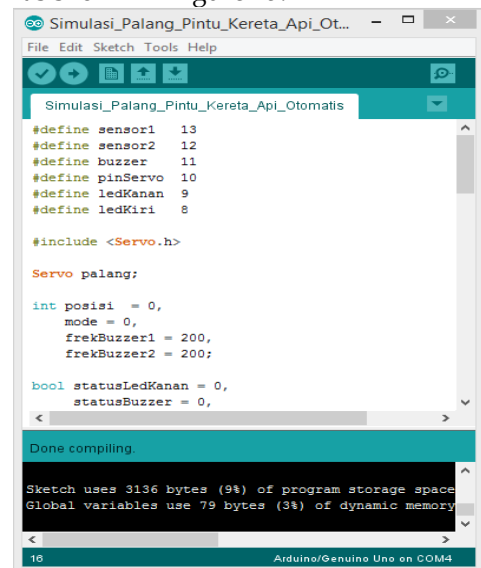 Simulasi_Palang_Pintu_Kereta_Api_Ot...
File Edit Sketch Tools Help
Simulasi_Palang_Pintu_Kereta_Api_Otomatis
#define sensor1 13
#define sensor2 12
#define buzzer 11
#define pinServo 10
#define ledKanan 9
#define ledKiri 8
#include <Servo.h>
Servo palang;
int posisi = 0,
mode = 0,
frekBuzzer1 = 200,
frekBuzzer2 = 200;
bool statusLedKanan = 0,
statusBuzzer = 0,
Done compiling.
Sketch uses 3136 bytes (9%) of program storage space
Global variables use 79 bytes (3%) of dynamic memory
16 Arduino/Genuino Uno on COM4